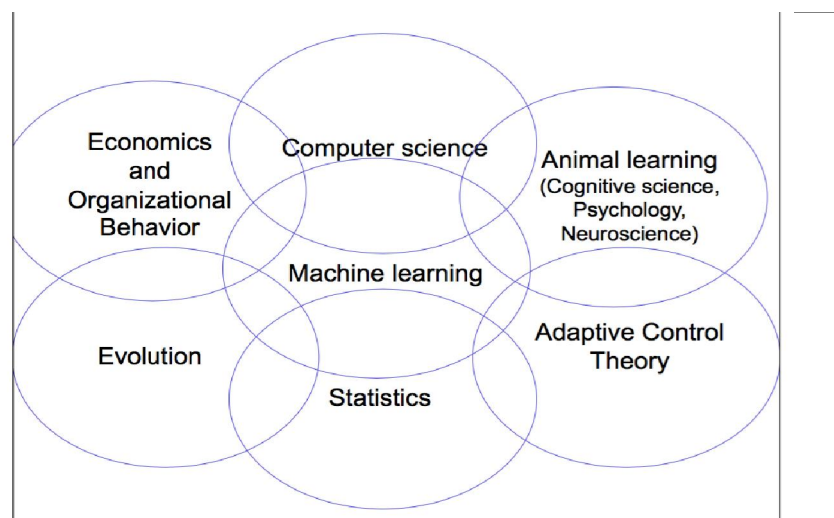 Economics
and
Organizational
Behavior
Computer science
Animal learning
(Cognitive science,
Psychology,
Neuroscience)
Machine learning
Evolution
Adaptive Control
Theory
Statistics